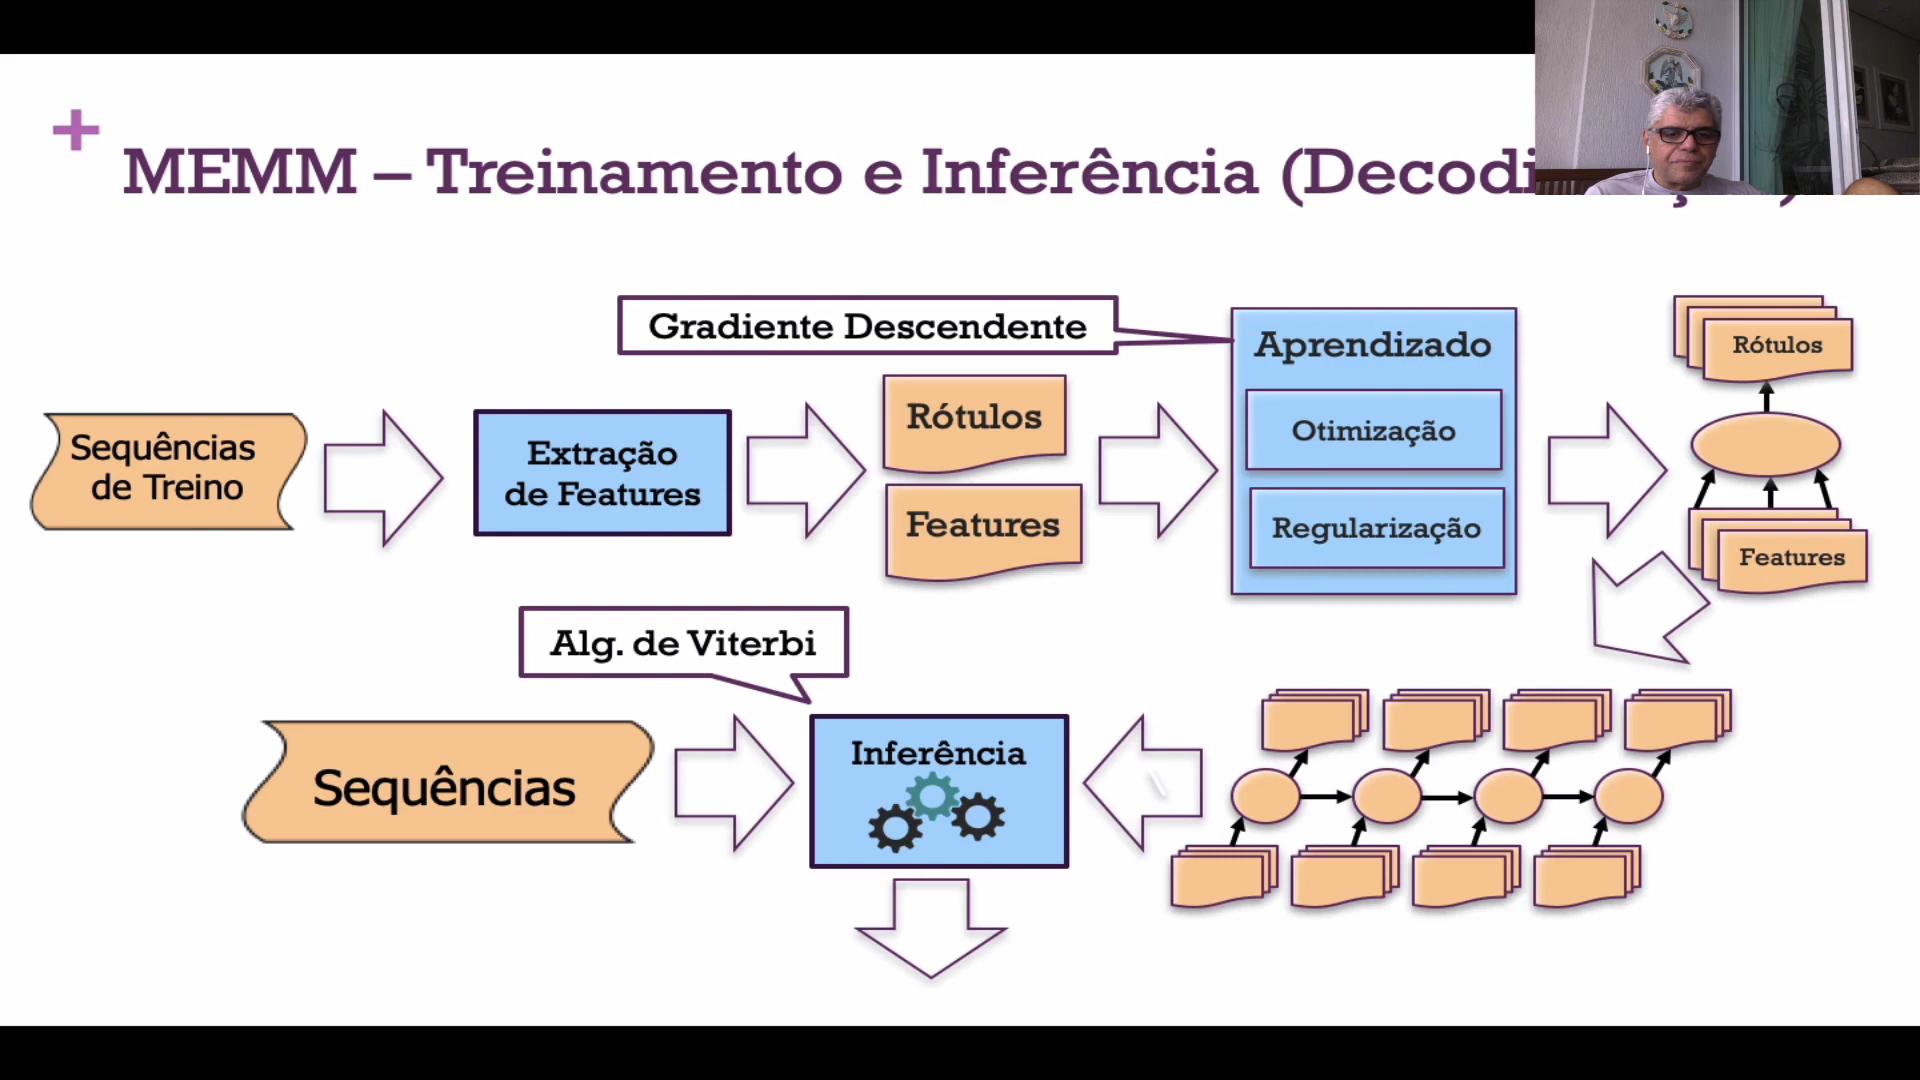 +
MEMM – Treinamento e Inferência
Gradiente Descendente
Aprendizado
Rótulos
Sequências
de Treino
Extração
de Features
Rótulos
Otimização
Features
Regularização
Features
Alg. de Viterbi
Sequências
Inferência